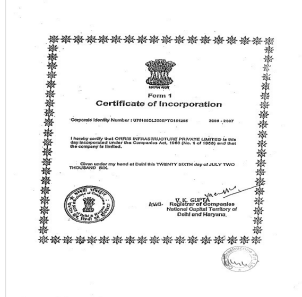 Form 1
Certificate of Incorporation
Corporate Identity Number :
2006 - 2007
I hereby certify that ORRIS INFRASTRUCTURE PRIVATE LIMITED is this
day incorporated under the Companies Act, 1956 (No. 1 of 1956) and that
the company is limited.
Given under my hand at Delhi this TWENTY SIXTH day of JULY TWO
THOUSAND SIX.
V. K. GUPTA
Registrar of Companies
National Capital Territory of
Delhi and Haryana